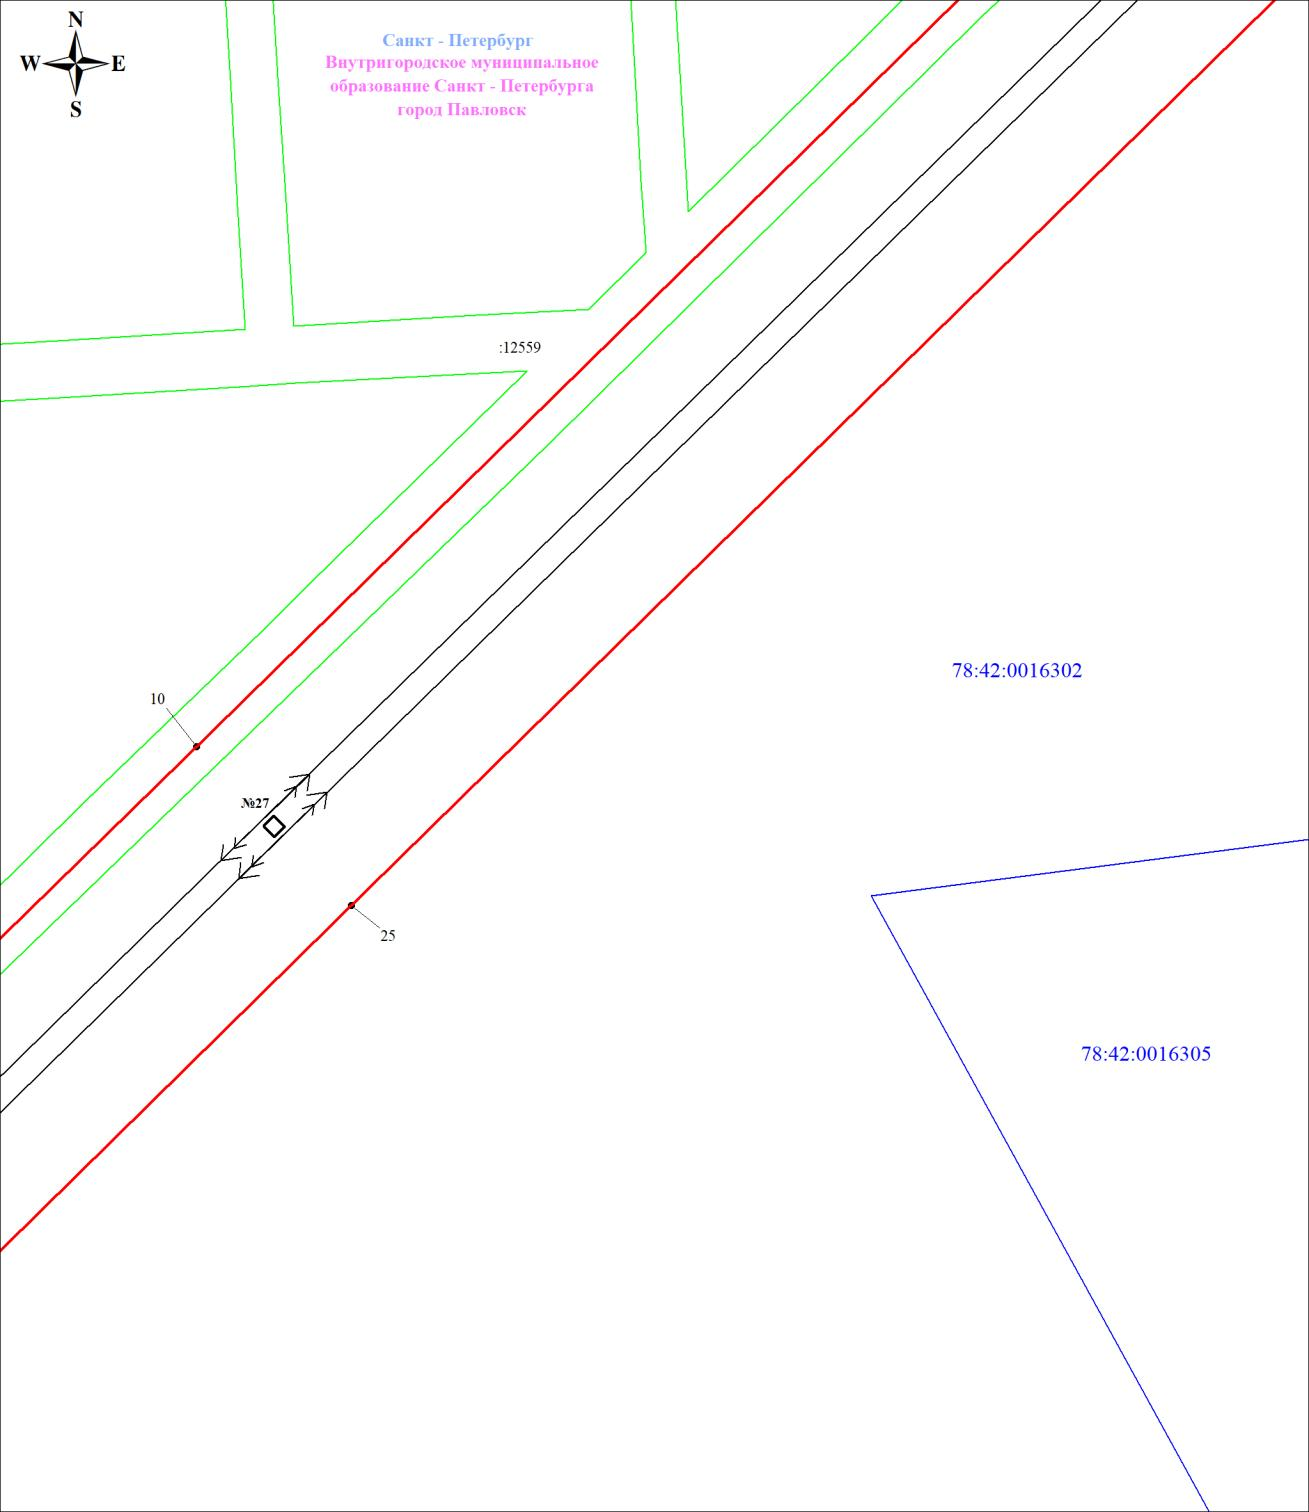 N
W E
S
Санкт - Петербург
Внутригородское муниципальное
образование Санкт - Петербурга
город Павловск
:12559
78:42:0016302
10
№27
25
78:42:0016305